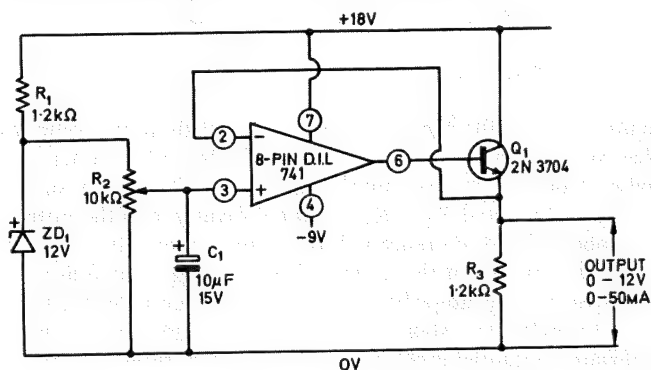 +18V
R1
1·2kΩ
R2
10kΩ
ZD1
12V
+
C1
10µF
15V
+
2
−
3
+
7
8-PIN D.I.L
741
4
-9V
6
Q1
2N 3704
R3
1·2kΩ
OUTPUT
0 – 12V
0-50MA
0V